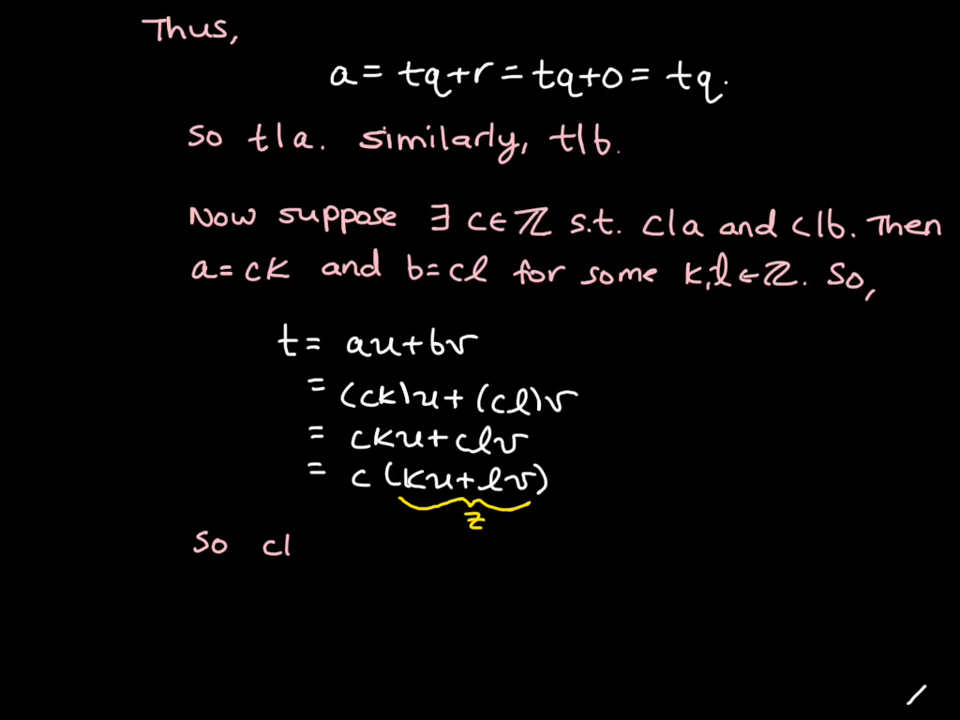 Thus,
a = tq+r = tq+0 = tq.
So t|a. similarly, t|b.
Now suppose ∃ c∈ℤ s.t. c|a and c|b. Then
a = ck and b = cl for some k,l ∈ ℤ. So,
t = au+bv
= (ck)u + (cl)v
= cku + clv
= c (ku + lv)
z
So c|